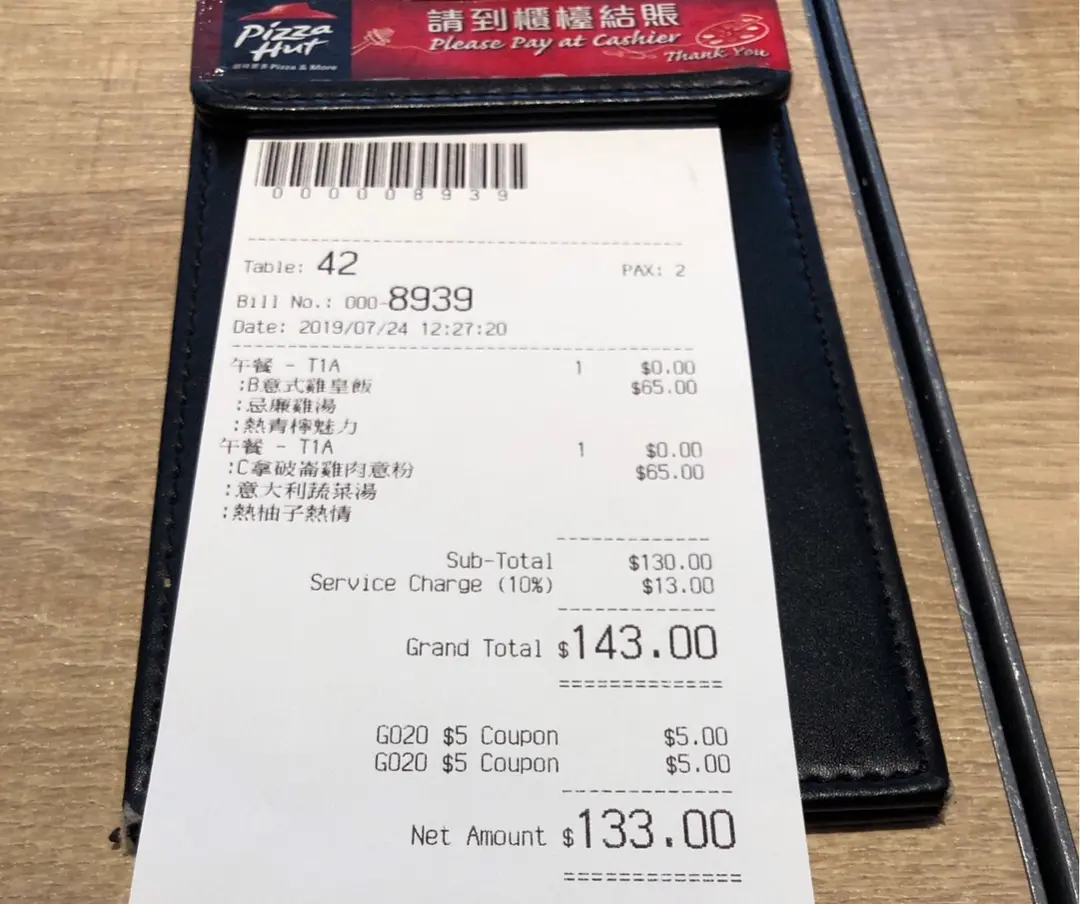 Pizza Hut
Pizza & More
請到櫃檯結賬
Please Pay at Cashier
Thank You
00008939
Table: 42 PAX: 2
Bill No.: 000-8939
Date: 2019/07/24 12:27:20
午餐 - T1A 1 $0.00
:B意式雞皇飯 $65.00
:忌廉雞湯
:熱青檸魅力
午餐 - T1A 1 $0.00
:C拿破崙雞肉意粉 $65.00
:意大利蔬菜湯
:熱柚子熱情
Sub-Total $130.00
Service Charge (10%) $13.00
Grand Total $143.00
GO20 $5 Coupon $5.00
GO20 $5 Coupon $5.00
Net Amount $133.00